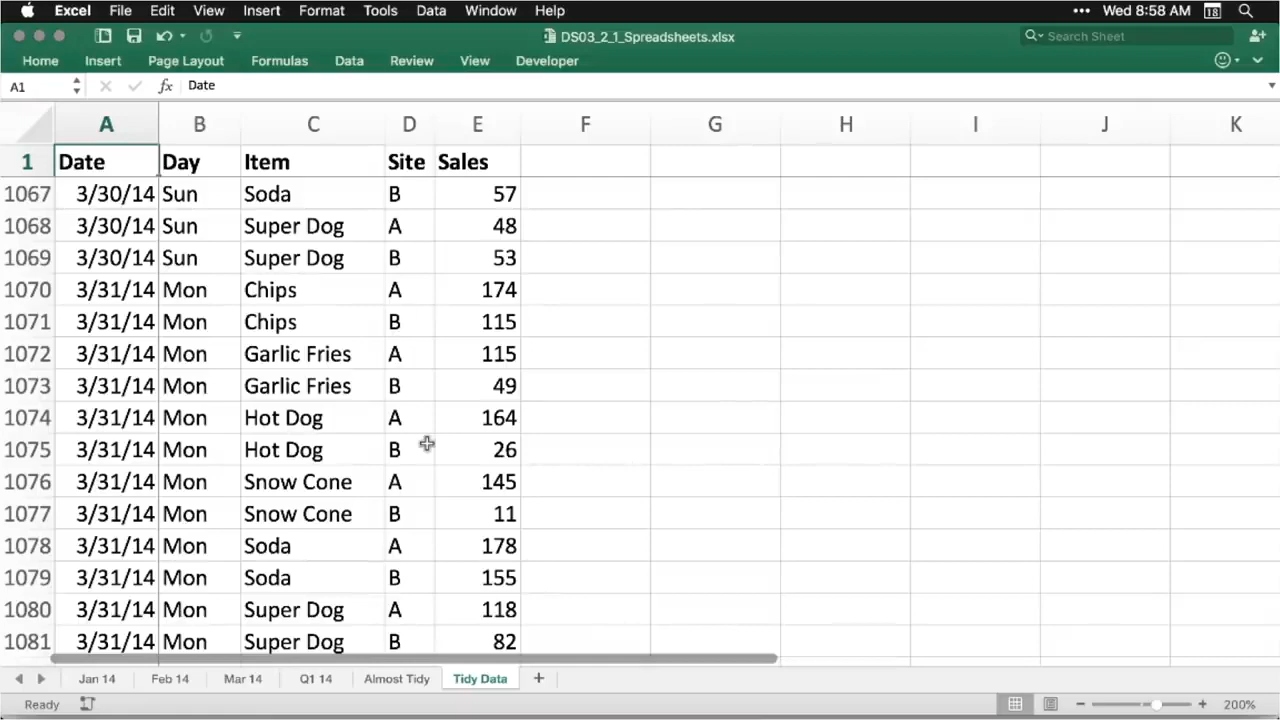 Excel File Edit View Insert Format Tools Data Window Help ••• Wed 8:58 AM 18
DS03_2_1_Spreadsheets.xlsx Search Sheet
Home Insert Page Layout Formulas Data Review View Developer
A1 fx Date
A B C D E F G H I J K
1 Date Day Item Site Sales
1067 3/30/14 Sun Soda B 57
1068 3/30/14 Sun Super Dog A 48
1069 3/30/14 Sun Super Dog B 53
1070 3/31/14 Mon Chips A 174
1071 3/31/14 Mon Chips B 115
1072 3/31/14 Mon Garlic Fries A 115
1073 3/31/14 Mon Garlic Fries B 49
1074 3/31/14 Mon Hot Dog A 164
1075 3/31/14 Mon Hot Dog B 26
1076 3/31/14 Mon Snow Cone A 145
1077 3/31/14 Mon Snow Cone B 11
1078 3/31/14 Mon Soda A 178
1079 3/31/14 Mon Soda B 155
1080 3/31/14 Mon Super Dog A 118
1081 3/31/14 Mon Super Dog B 82
Jan 14 Feb 14 Mar 14 Q1 14 Almost Tidy Tidy Data +
Ready − + 200%